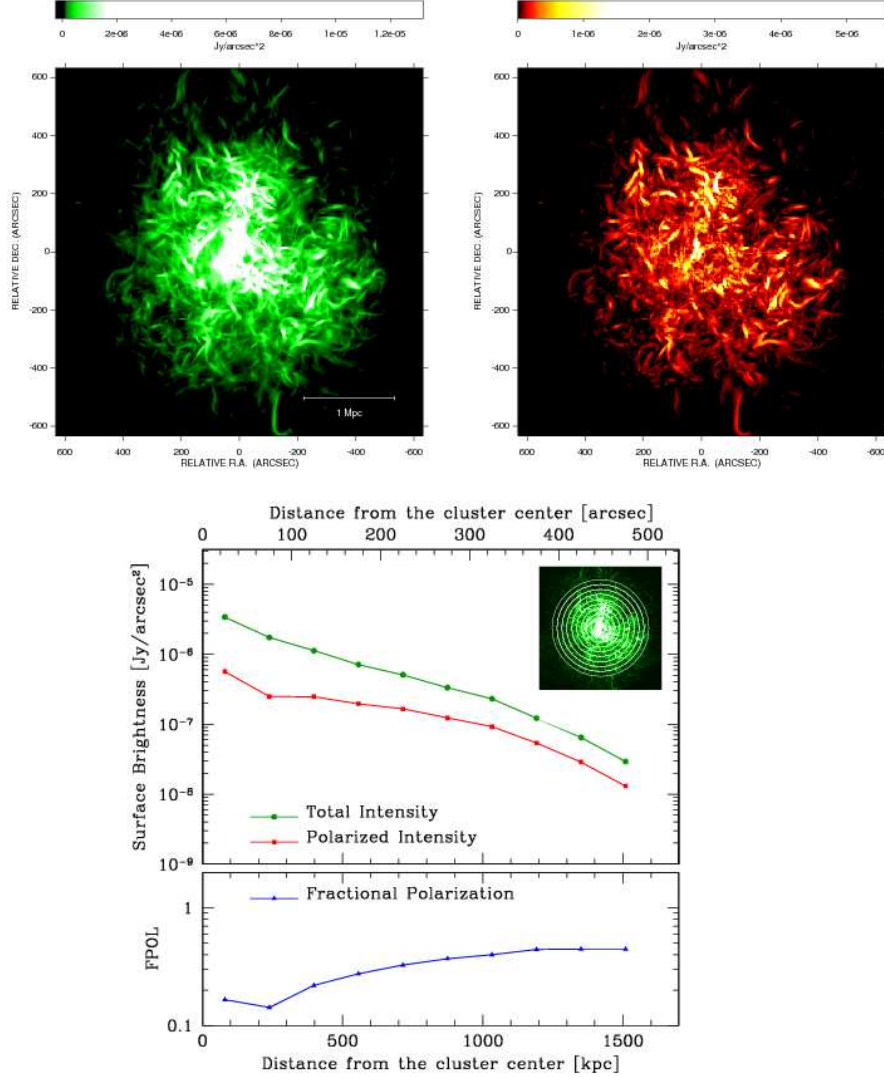 0 2e-06 4e-06 6e-06 8e-06 1e-05 1.2e-05
Jy/arcsec^2
600
400
200
0
-200
-400
-600
RELATIVE DEC. (ARCSEC)
1 Mpc
600 400 200 0 -200 -400 -600
RELATIVE R.A. (ARCSEC)
0 1e-06 2e-06 3e-06 4e-06 5e-06
Jy/arcsec^2
600
400
200
0
-200
-400
-600
RELATIVE DEC. (ARCSEC)
600 400 200 0 -200 -400 -600
RELATIVE R.A. (ARCSEC)
Distance from the cluster center [arcsec]
0 100 200 300 400 500
Surface Brightness [Jy/arcsec²]
10⁻⁵
10⁻⁶
10⁻⁷
10⁻⁸
10⁻⁹
Total Intensity
Polarized Intensity
Fractional Polarization
FPOL
1
0.1
0 500 1000 1500
Distance from the cluster center [kpc]